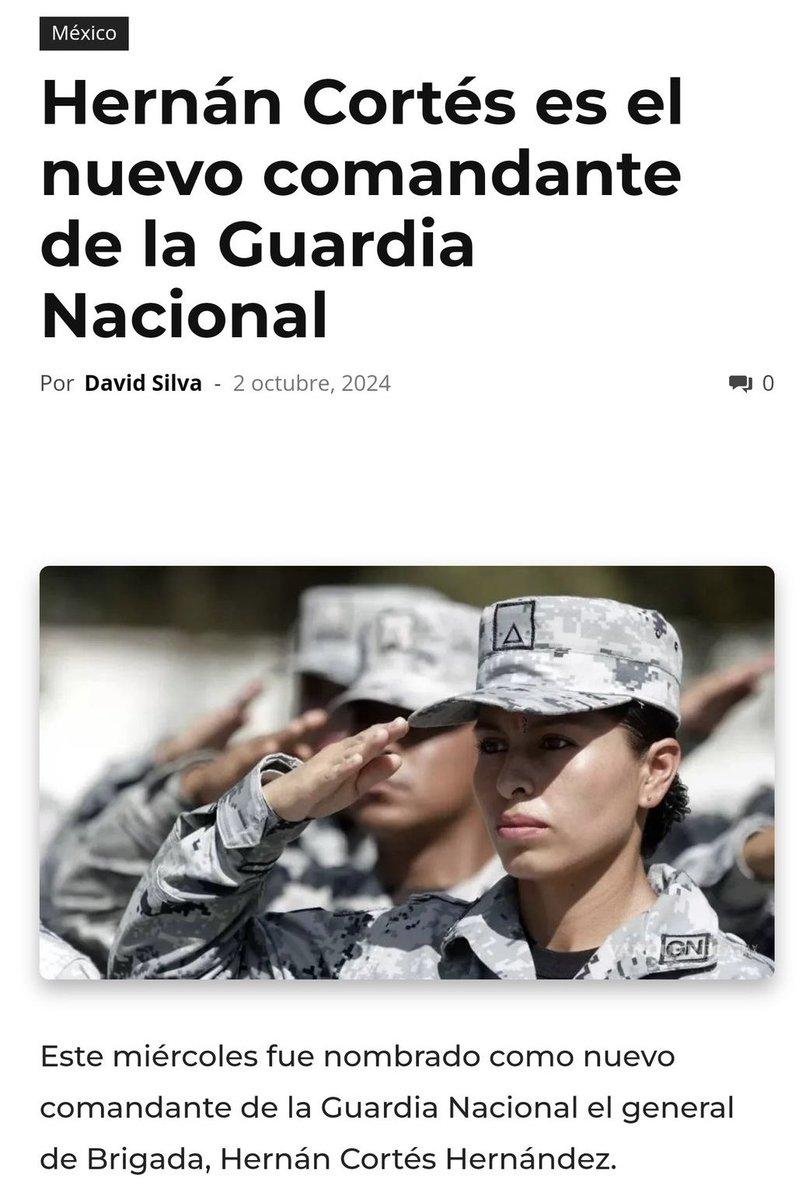 México
Hernán Cortés es el
nuevo comandante
de la Guardia
Nacional
Por David Silva - 2 octubre, 2024
0
GN
Este miércoles fue nombrado como nuevo
comandante de la Guardia Nacional el general
de Brigada, Hernán Cortés Hernández.